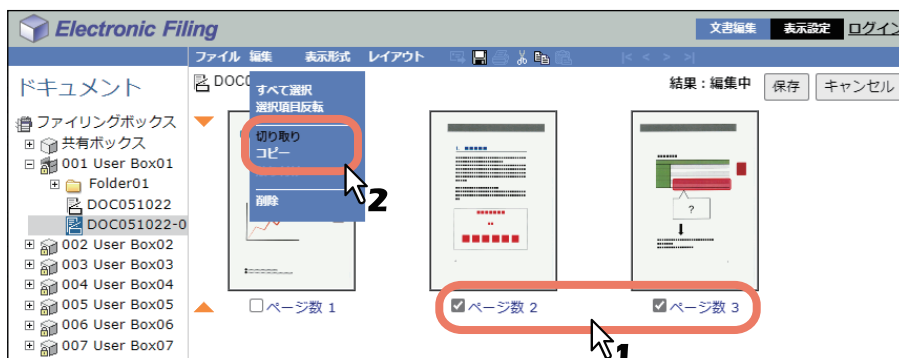 Electronic Filing
文書編集 表示設定 ログイン
ファイル 編集 表示形式 レイアウト |< < > >|
ドキュメント
DOC0
結果：編集中 保存 キャンセル
すべて選択
選択項目反転
切り取り
コピー
削除
2
ファイリングボックス
共有ボックス
001 User Box01
Folder01
DOC051022
DOC051022-0
002 User Box02
003 User Box03
004 User Box04
005 User Box05
006 User Box06
007 User Box07
?
ページ数 1 ページ数 2 ページ数 3
1